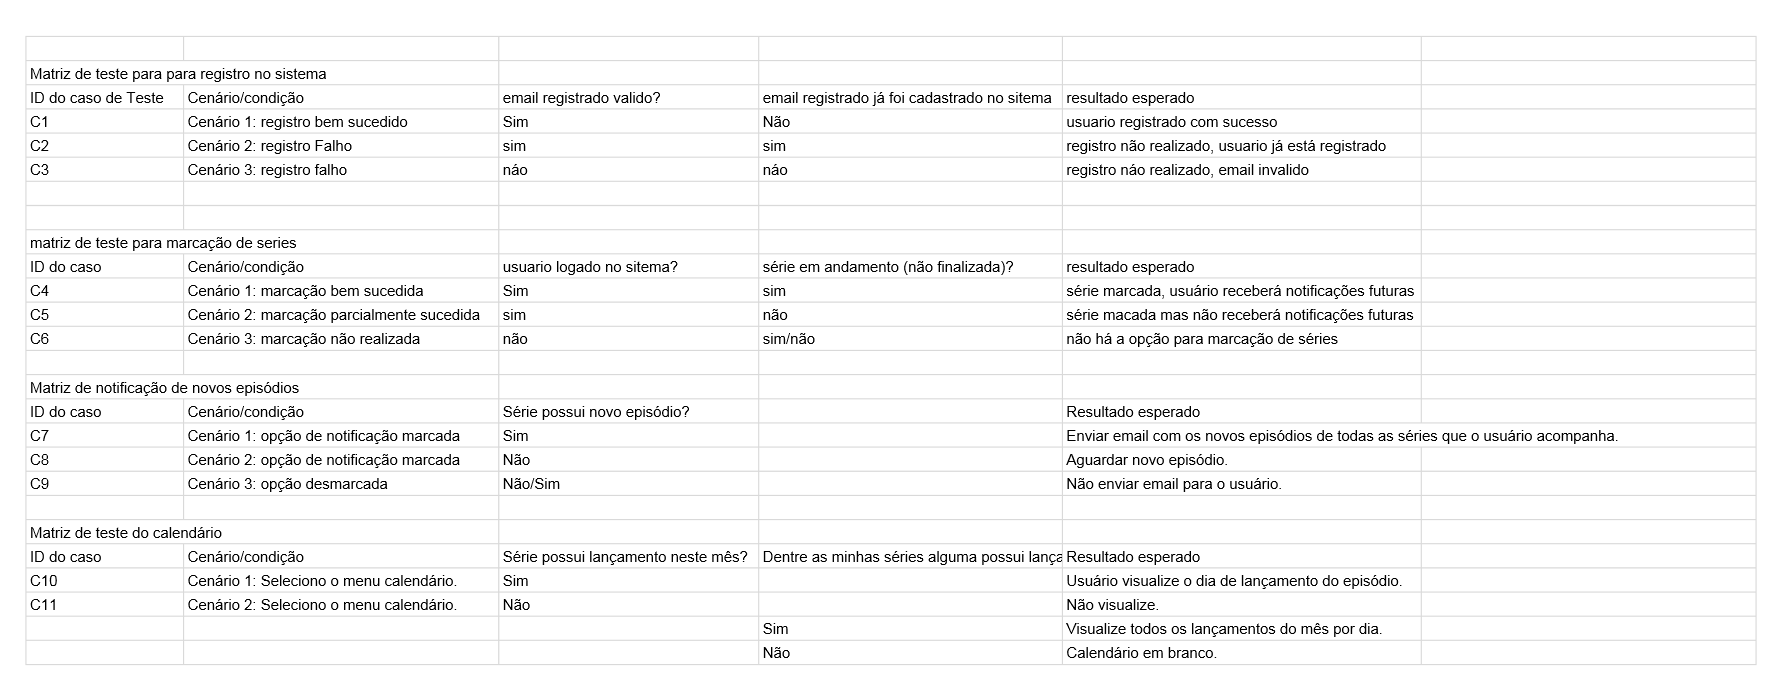 Matriz de teste para para registro no sistema
ID do caso de Teste Cenário/condição email registrado valido? email registrado já foi cadastrado no sitema resultado esperado
C1 Cenário 1: registro bem sucedido Sim Não usuario registrado com sucesso
C2 Cenário 2: registro Falho sim sim registro não realizado, usuario já está registrado
C3 Cenário 3: registro falho náo náo registro náo realizado, email invalido
matriz de teste para marcação de series
ID do caso Cenário/condição usuario logado no sitema? série em andamento (não finalizada)? resultado esperado
C4 Cenário 1: marcação bem sucedida Sim sim série marcada, usuário receberá notificações futuras
C5 Cenário 2: marcação parcialmente sucedida sim não série macada mas não receberá notificações futuras
C6 Cenário 3: marcação não realizada não sim/não não há a opção para marcação de séries
Matriz de notificação de novos episódios
ID do caso Cenário/condição Série possui novo episódio? Resultado esperado
C7 Cenário 1: opção de notificação marcada Sim Enviar email com os novos episódios de todas as séries que o usuário acompanha.
C8 Cenário 2: opção de notificação marcada Não Aguardar novo episódio.
C9 Cenário 3: opção desmarcada Não/Sim Não enviar email para o usuário.
Matriz de teste do calendário
ID do caso Cenário/condição Série possui lançamento neste mês? Dentre as minhas séries alguma possui lança Resultado esperado
C10 Cenário 1: Seleciono o menu calendário. Sim Usuário visualize o dia de lançamento do episódio.
C11 Cenário 2: Seleciono o menu calendário. Não Não visualize.
Sim Visualize todos os lançamentos do mês por dia.
Não Calendário em branco.